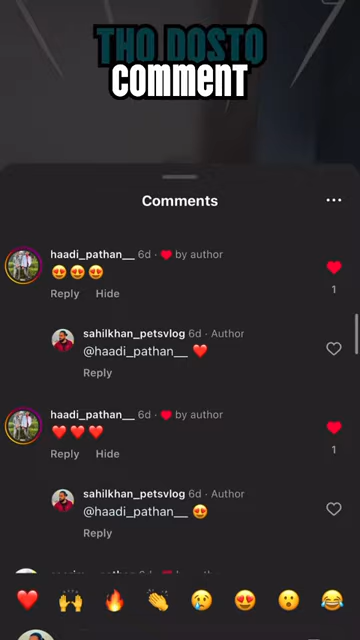 THO DOSTO
COMMENT
Comments
haadi_pathan__ 6d · ❤️ by author
😍😍😍
Reply Hide
1
sahilkhan_petsvlog 6d · Author
@haadi_pathan__ ❤️
Reply
haadi_pathan__ 6d · ❤️ by author
❤️❤️❤️
Reply Hide
1
sahilkhan_petsvlog 6d · Author
@haadi_pathan__ 😍
Reply
❤️🙌🔥👏😢😍😮😂